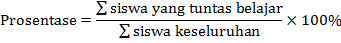 Prosentase = ∑ siswa yang tuntas belajar / ∑ siswa keseluruhan × 100%